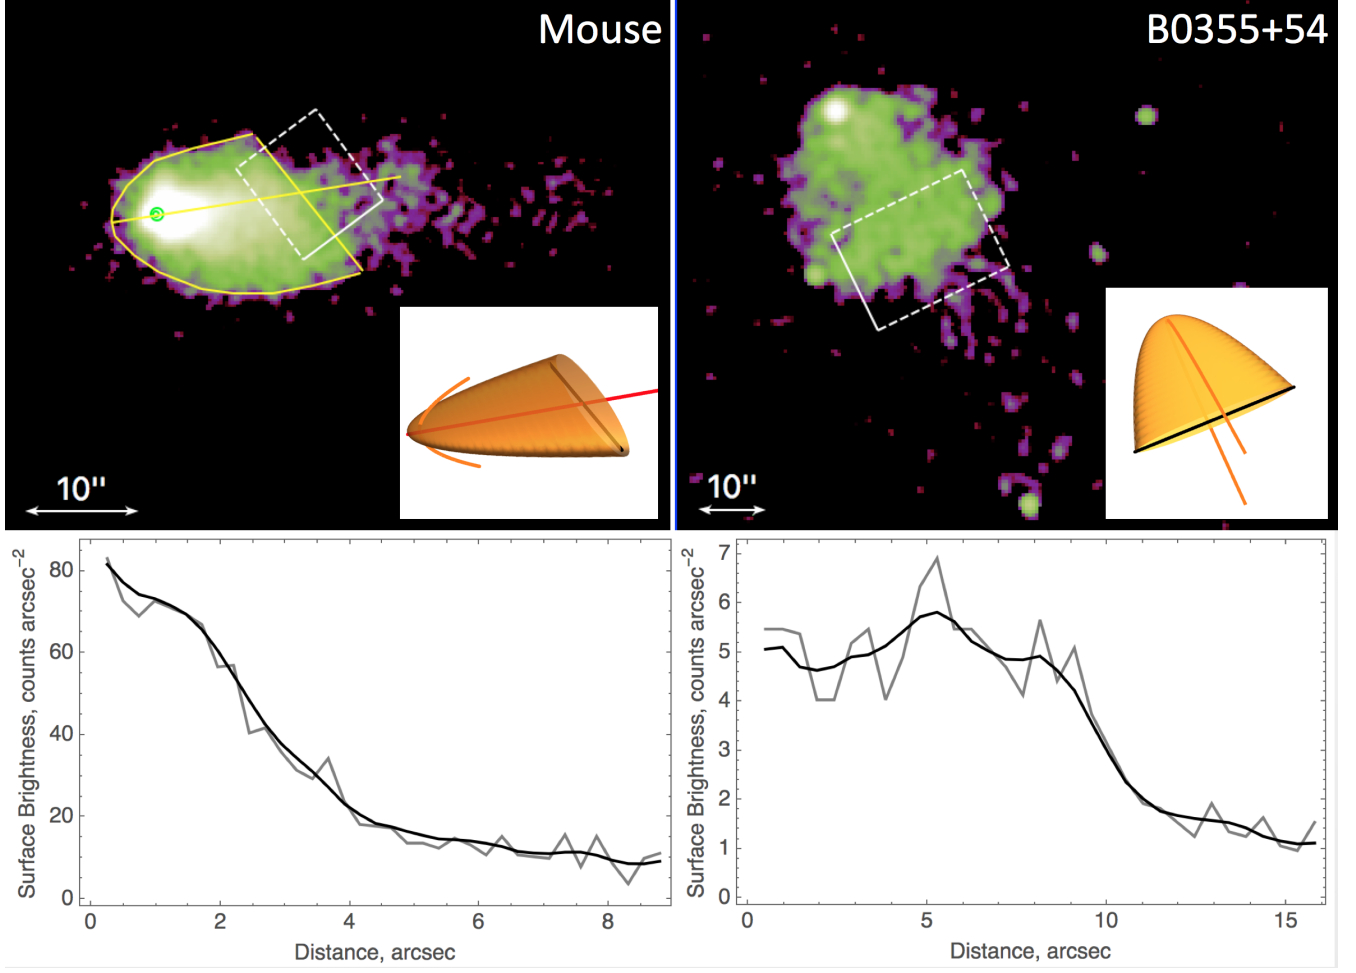 Mouse
B0355+54
10"
10"
Surface Brightness, counts arcsec⁻²
80
60
40
20
0
0 2 4 6 8
Distance, arcsec
Surface Brightness, counts arcsec⁻²
7
6
5
4
3
2
1
0
0 5 10 15
Distance, arcsec